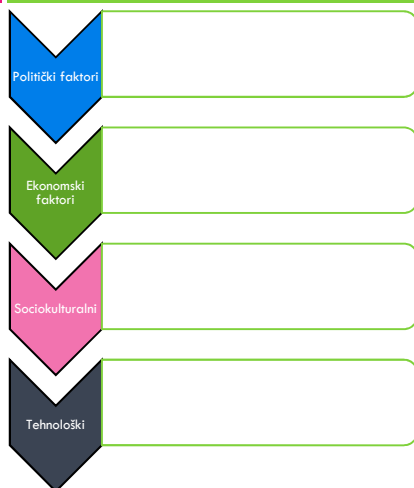 Politički faktori
Ekonomski
faktori
Sociokulturalni
Tehnološki